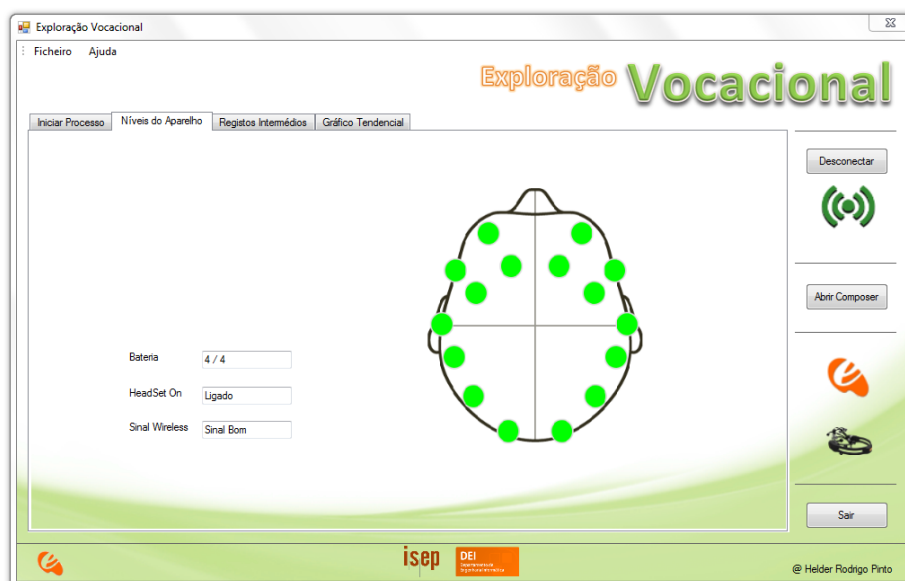 Exploração Vocacional
Ficheiro Ajuda
Exploração Vocacional
Iniciar Processo Níveis do Aparelho Registos Intermédios Gráfico Tendencial
Desconectar
Abrir Composer
Bateria 4 / 4
HeadSet On Ligado
Sinal Wireless Sinal Bom
Sair
isep DEI
@ Helder Rodrigo Pinto